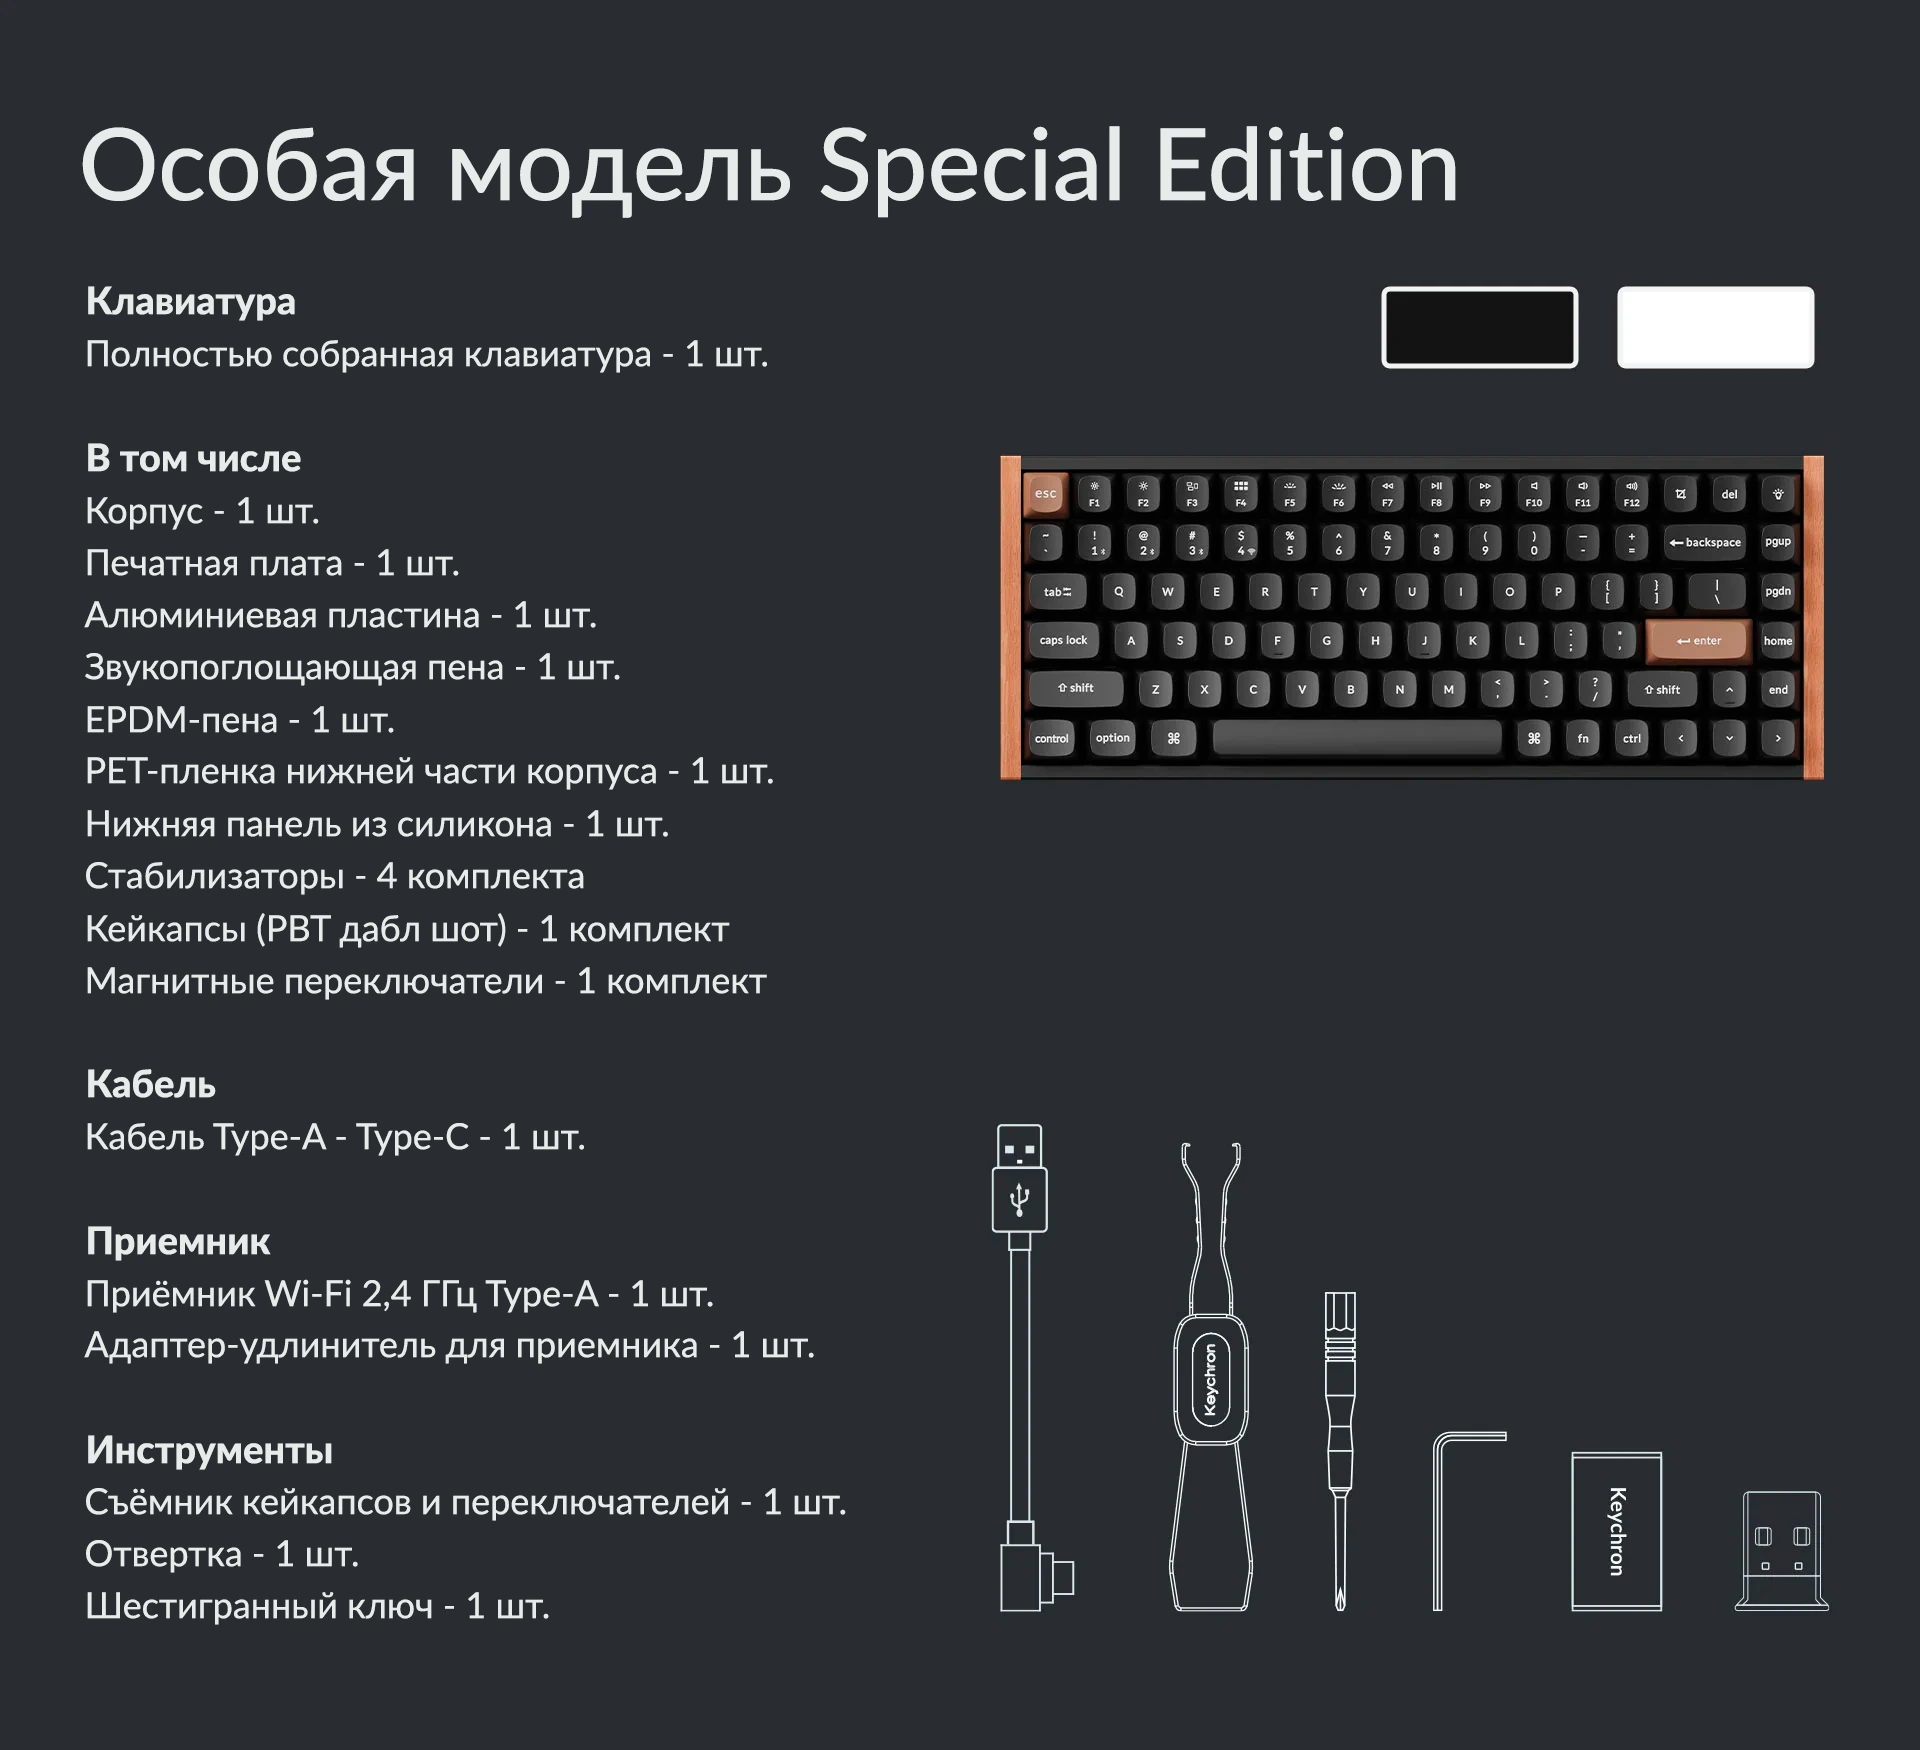 Особая модель Special Edition
Клавиатура
Полностью собранная клавиатура - 1 шт.
В том числе
Корпус - 1 шт.
Печатная плата - 1 шт.
Алюминиевая пластина - 1 шт.
Звукопоглощающая пена - 1 шт.
EPDM-пена - 1 шт.
PET-пленка нижней части корпуса - 1 шт.
Нижняя панель из силикона - 1 шт.
Стабилизаторы - 4 комплекта
Кейкапсы (PBT дабл шот) - 1 комплект
Магнитные переключатели - 1 комплект
Кабель
Кабель Type-A - Type-C - 1 шт.
Приемник
Приёмник Wi-Fi 2,4 ГГц Type-A - 1 шт.
Адаптер-удлинитель для приемника - 1 шт.
Инструменты
Съёмник кейкапсов и переключателей - 1 шт.
Отвертка - 1 шт.
Шестигранный ключ - 1 шт.
esc F1 F2 F3 F4 F5 F6 F7 F8 F9 F10 F11 F12 del
~ ` ! 1 @ 2 # 3 $ 4 % 5 ^ 6 & 7 * 8 ( 9 ) 0 — - + = backspace pgup
tab Q W E R T Y U I O P { [ } ] | \ pgdn
caps lock A S D F G H J K L : ; " ' enter home
shift Z X C V B N M < , > . ? / shift ^ end
control option ⌘ ⌘ fn ctrl < ⌄ >
Keychron
Keychron